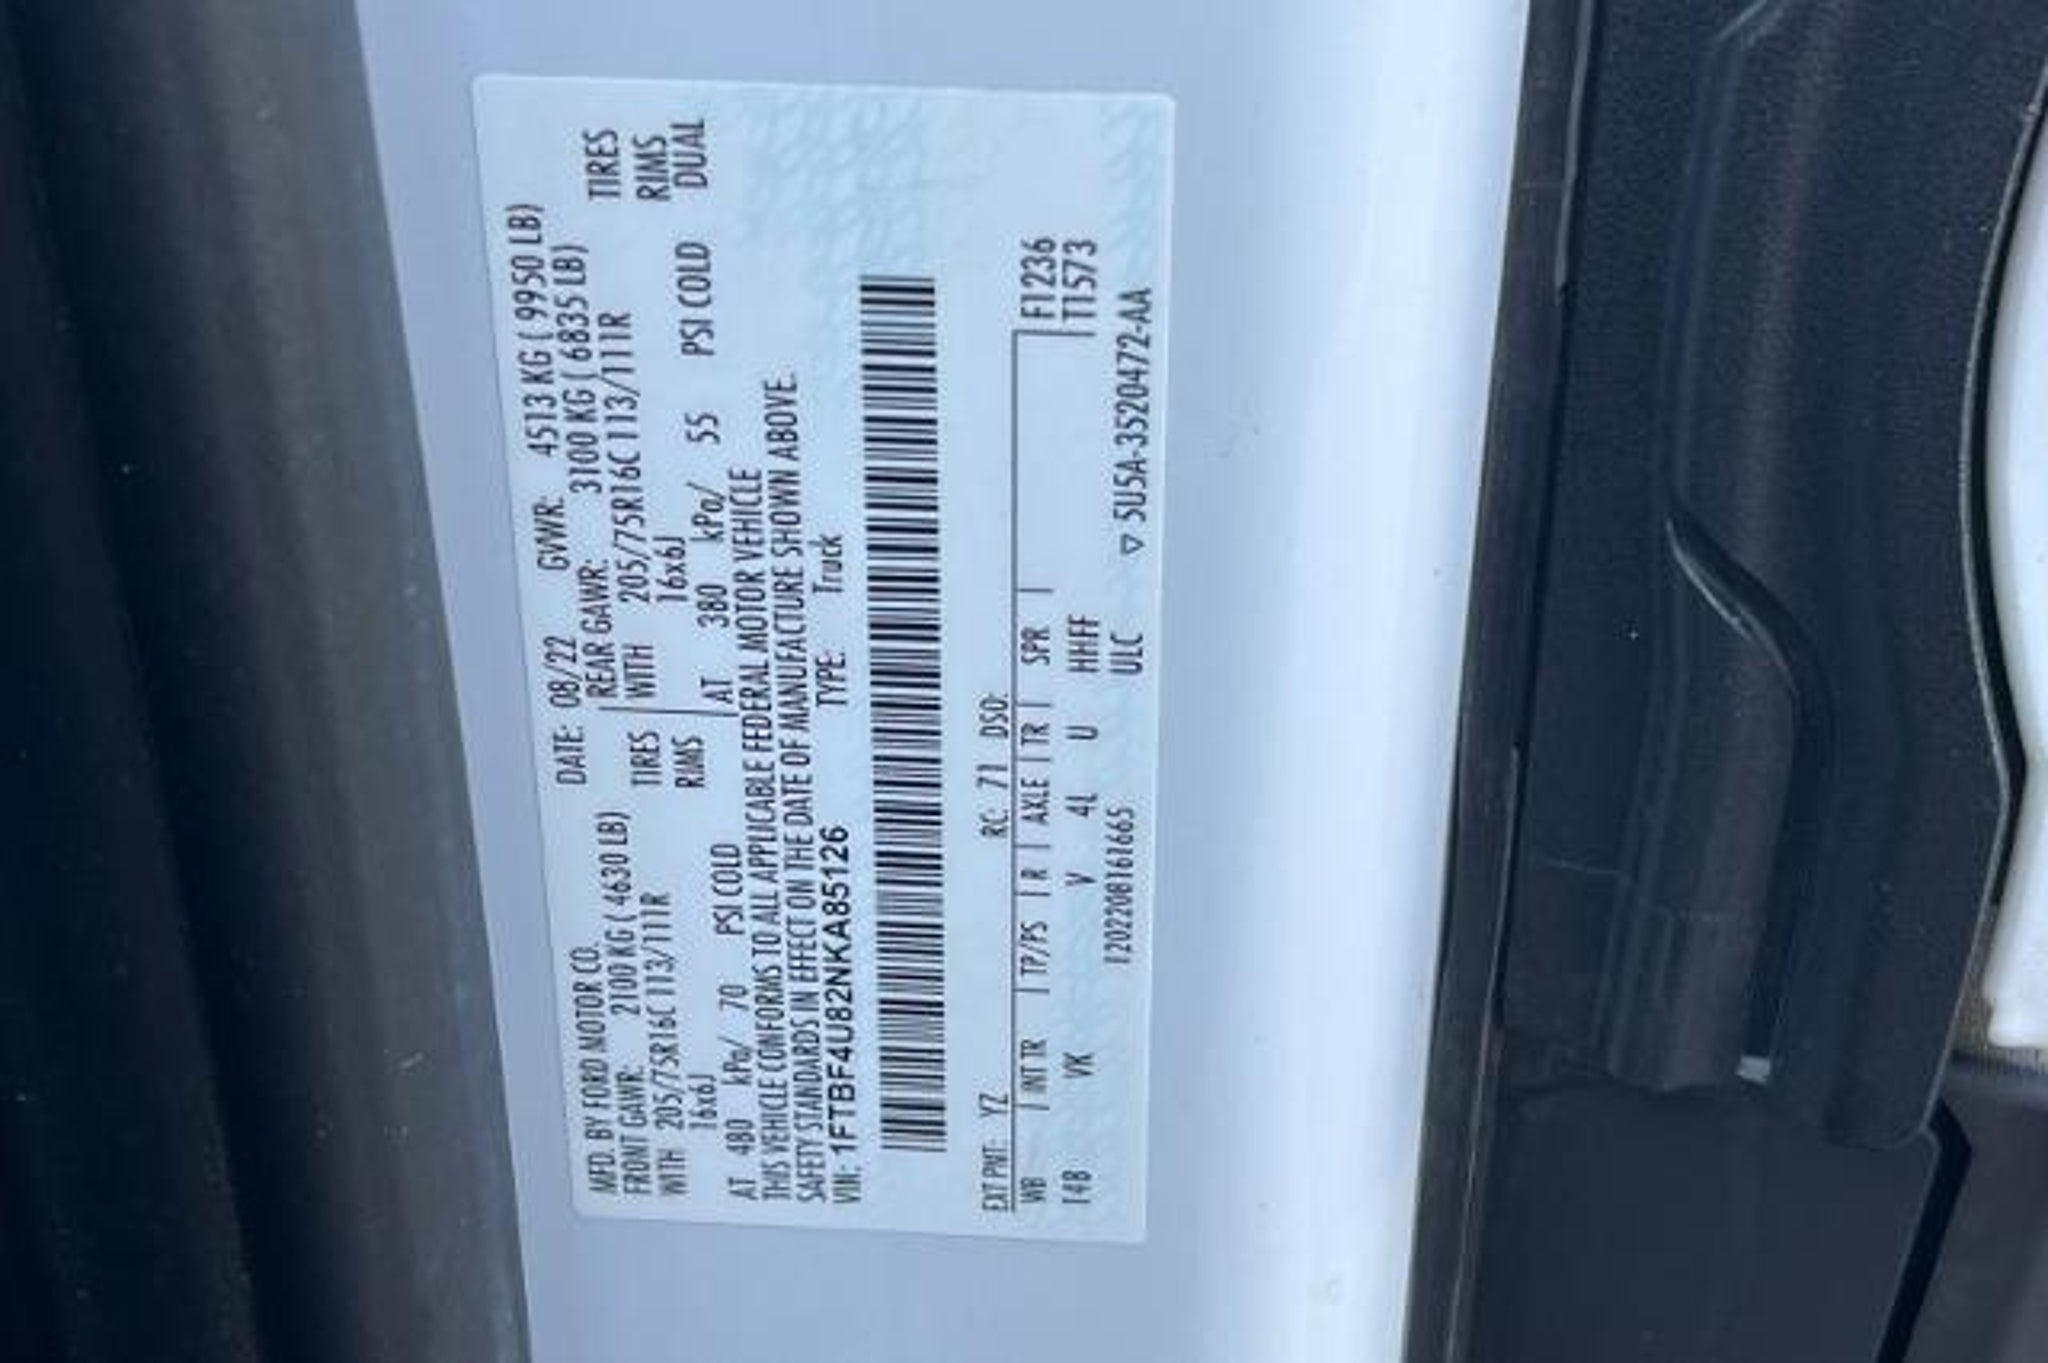 MFD. BY FORD MOTOR CO. DATE: 08/22 GVWR: 4513 KG ( 9950 LB)
FRONT GAWR: 2100 KG ( 4630 LB) REAR GAWR: 3100 KG ( 6835 LB)
WITH 205/75R16C 113/111R TIRES WITH 205/75R16C 113/111R TIRES
16x6J RIMS 16x6J RIMS
AT 480 kPa/ 70 PSI COLD AT 380 kPa/ 55 PSI COLD DUAL
THIS VEHICLE CONFORMS TO ALL APPLICABLE FEDERAL MOTOR VEHICLE
SAFETY STANDARDS IN EFFECT ON THE DATE OF MANUFACTURE SHOWN ABOVE.
VIN: 1FTBF4U82NKA85126 TYPE: Truck
EXT PNT: YZ RC: 71 DSO:
WB INT TR TP/PS R AXLE TR SPR F1236
148 VK V 4L U HHFF T1573
1202208161665 ULC ▽ 5U5A-3520472-AA